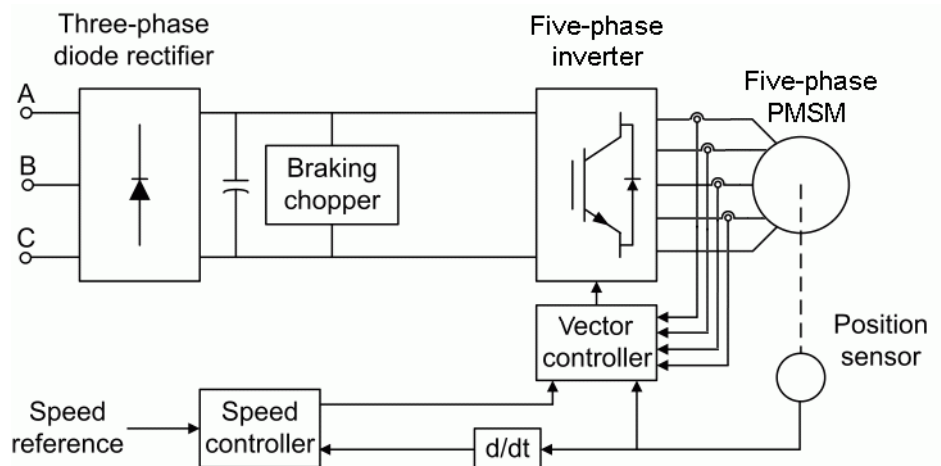 Three-phase
diode rectifier
Five-phase
inverter
Five-phase
PMSM
A
B
C
Braking
chopper
Vector
controller
Position
sensor
Speed
reference
Speed
controller
d/dt